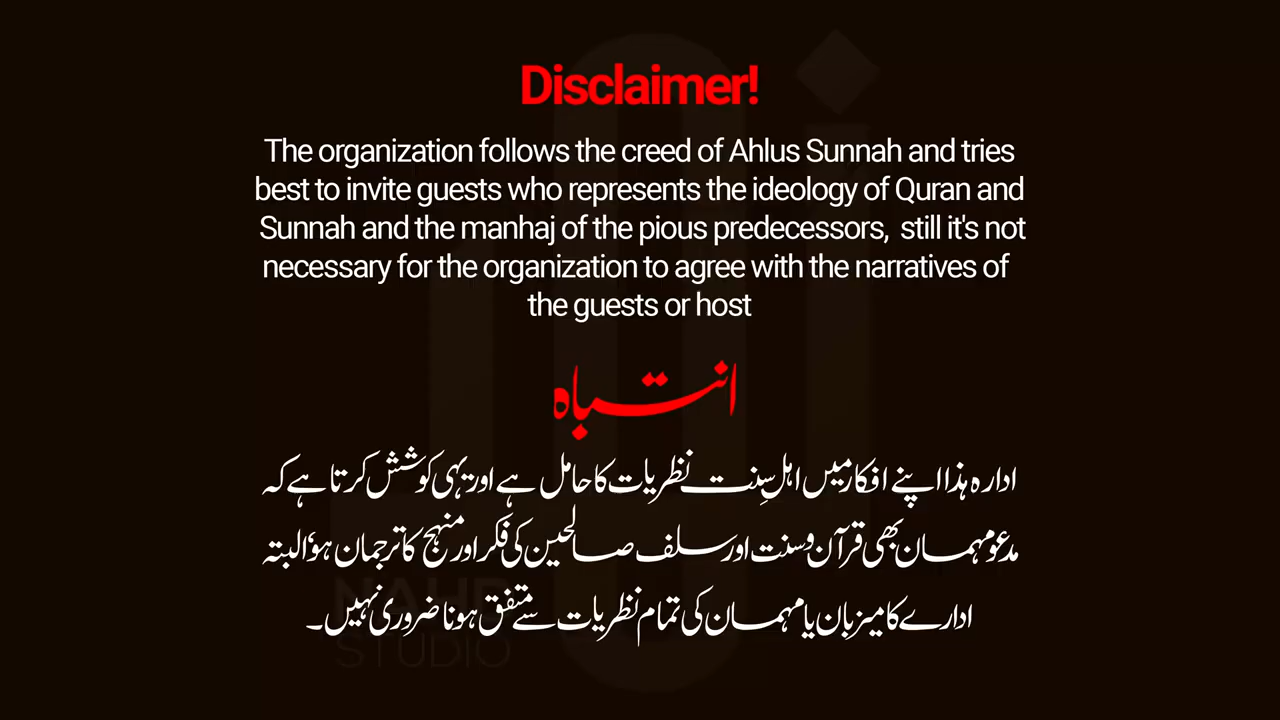 Disclaimer!
The organization follows the creed of Ahlus Sunnah and tries
best to invite guests who represents the ideology of Quran and
Sunnah and the manhaj of the pious predecessors, still it's not
necessary for the organization to agree with the narratives of
the guests or host
انتباہ
ادارہ ہذا اپنے افکار میں اہلِ سنت نظریات کا حامل ہے اور یہی کوشش کرتا ہے کہ
مدعو مہمان بھی قرآن وسنت اور سلف صالحین کی فکر اور منہج کا ترجمان ہو، البتہ
ادارے کا میزبان یا مہمان کی تمام نظریات سے متفق ہونا ضروری نہیں۔
STUDIO